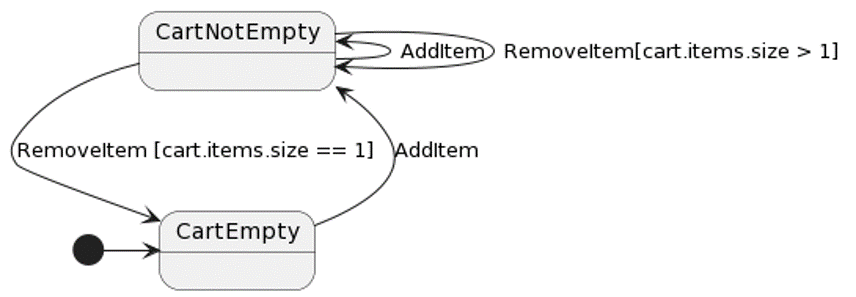 CartNotEmpty
AddItem
RemoveItem[cart.items.size > 1]
RemoveItem [cart.items.size == 1]
AddItem
CartEmpty